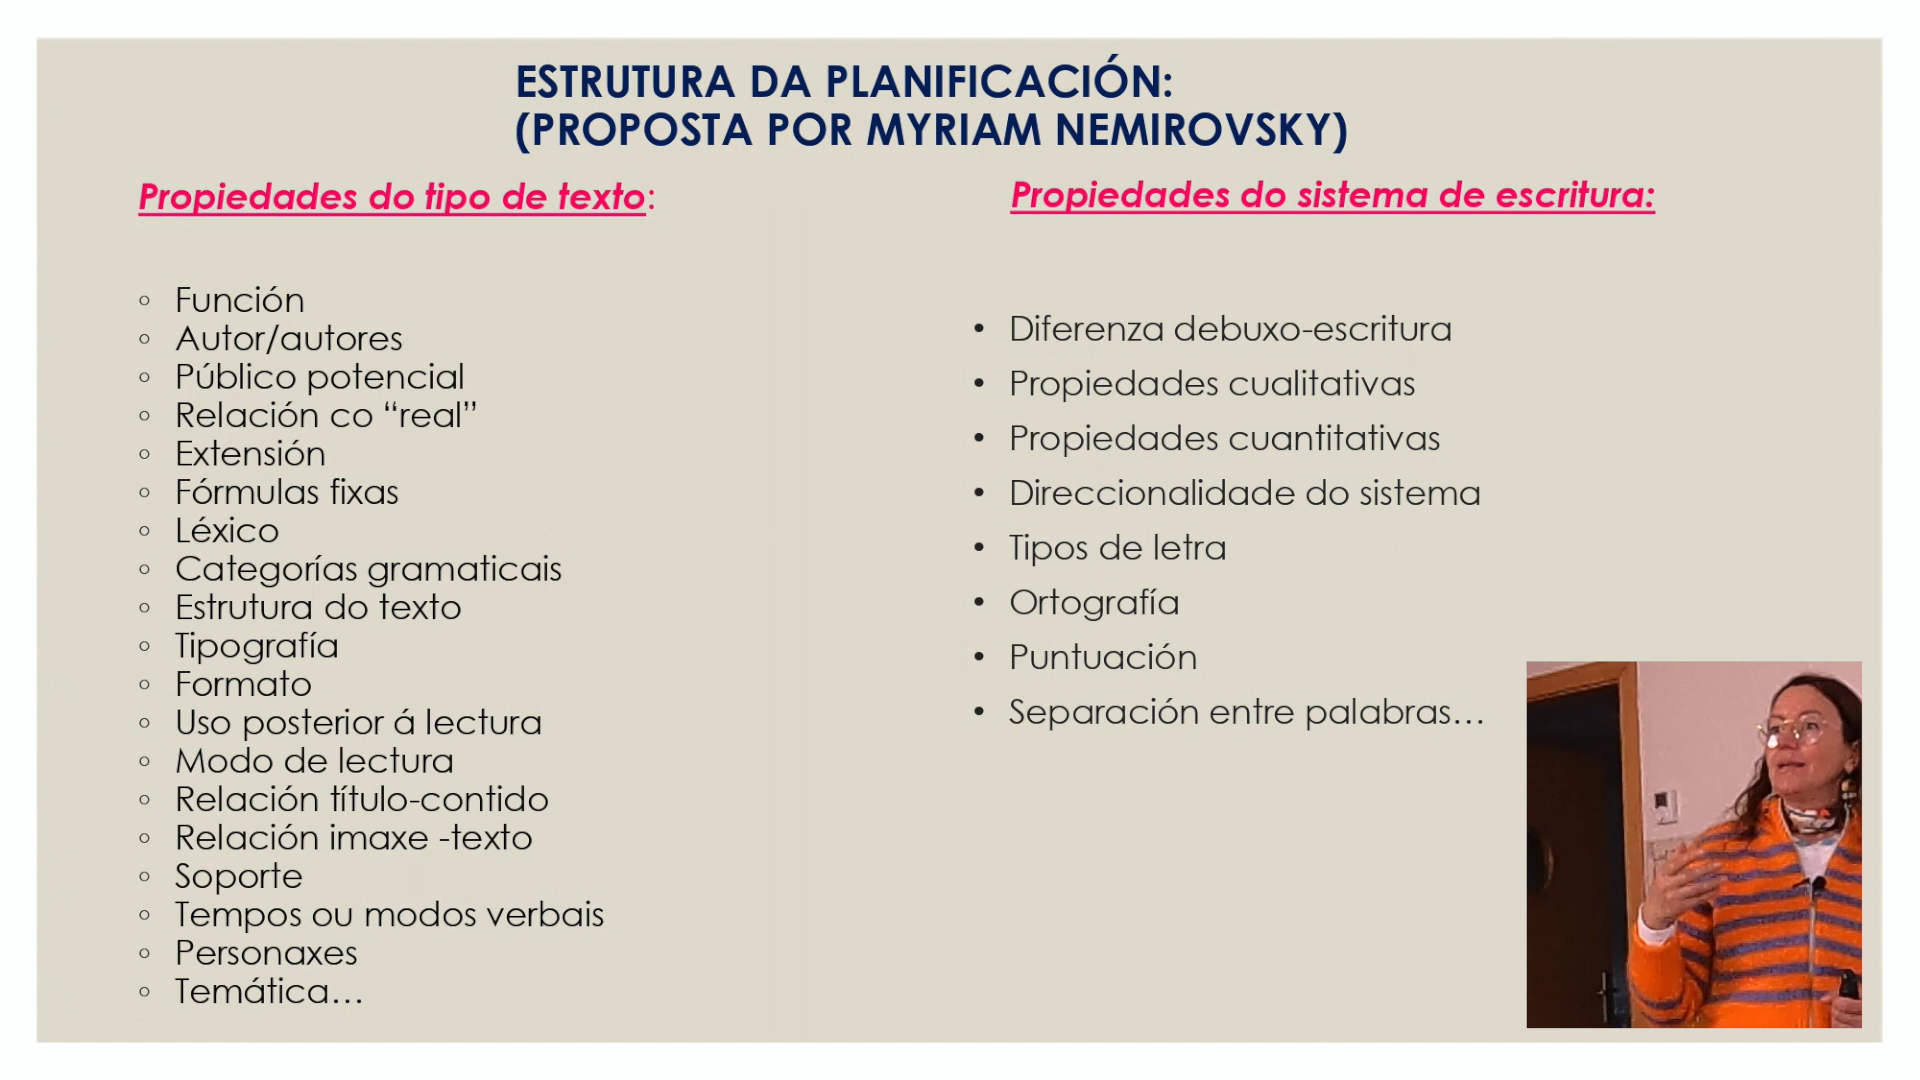 ESTRUTURA DA PLANIFICACIÓN:
(PROPOSTA POR MYRIAM NEMIROVSKY)
Propiedades do tipo de texto:
◦ Función
◦ Autor/autores
◦ Público potencial
◦ Relación co “real”
◦ Extensión
◦ Fórmulas fixas
◦ Léxico
◦ Categorías gramaticais
◦ Estrutura do texto
◦ Tipografía
◦ Formato
◦ Uso posterior á lectura
◦ Modo de lectura
◦ Relación título-contido
◦ Relación imaxe -texto
◦ Soporte
◦ Tempos ou modos verbais
◦ Personaxes
◦ Temática…
Propiedades do sistema de escritura:
• Diferenza debuxo-escritura
• Propiedades cualitativas
• Propiedades cuantitativas
• Direccionalidade do sistema
• Tipos de letra
• Ortografía
• Puntuación
• Separación entre palabras…